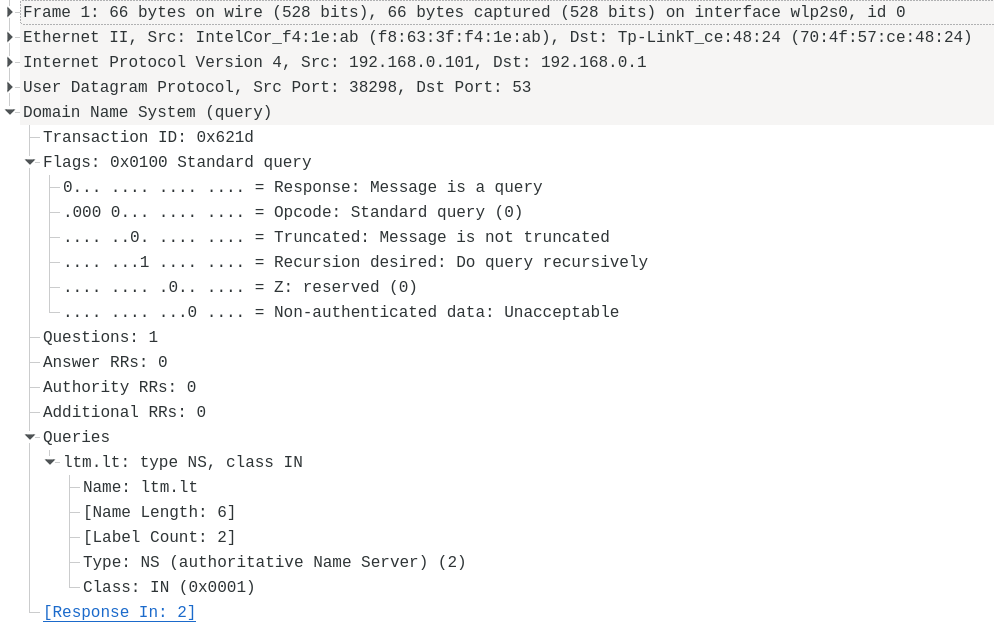 Frame 1: 66 bytes on wire (528 bits), 66 bytes captured (528 bits) on interface wlp2s0, id 0
Ethernet II, Src: IntelCor_f4:1e:ab (f8:63:3f:f4:1e:ab), Dst: Tp-LinkT_ce:48:24 (70:4f:57:ce:48:24)
Internet Protocol Version 4, Src: 192.168.0.101, Dst: 192.168.0.1
User Datagram Protocol, Src Port: 38298, Dst Port: 53
Domain Name System (query)
Transaction ID: 0x621d
Flags: 0x0100 Standard query
0... .... .... .... = Response: Message is a query
.000 0... .... .... = Opcode: Standard query (0)
.... ..0. .... .... = Truncated: Message is not truncated
.... ...1 .... .... = Recursion desired: Do query recursively
.... .... .0.. .... = Z: reserved (0)
.... .... ...0 .... = Non-authenticated data: Unacceptable
Questions: 1
Answer RRs: 0
Authority RRs: 0
Additional RRs: 0
Queries
ltm.lt: type NS, class IN
Name: ltm.lt
[Name Length: 6]
[Label Count: 2]
Type: NS (authoritative Name Server) (2)
Class: IN (0x0001)
[Response In: 2]